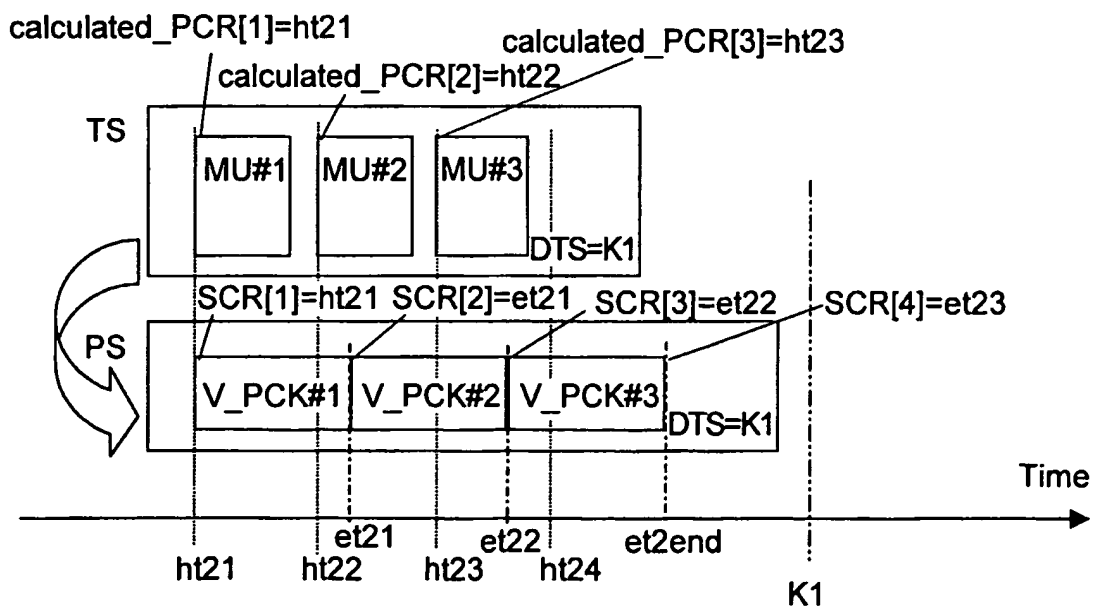 calculated_PCR[1]=ht21
calculated_PCR[3]=ht23
calculated_PCR[2]=ht22
TS
MU#1
MU#2
MU#3
DTS=K1
SCR[1]=ht21
SCR[2]=et21
SCR[3]=et22
SCR[4]=et23
PS
V_PCK#1
V_PCK#2
V_PCK#3
DTS=K1
Time
et21
et22
et2end
ht21
ht22
ht23
ht24
K1